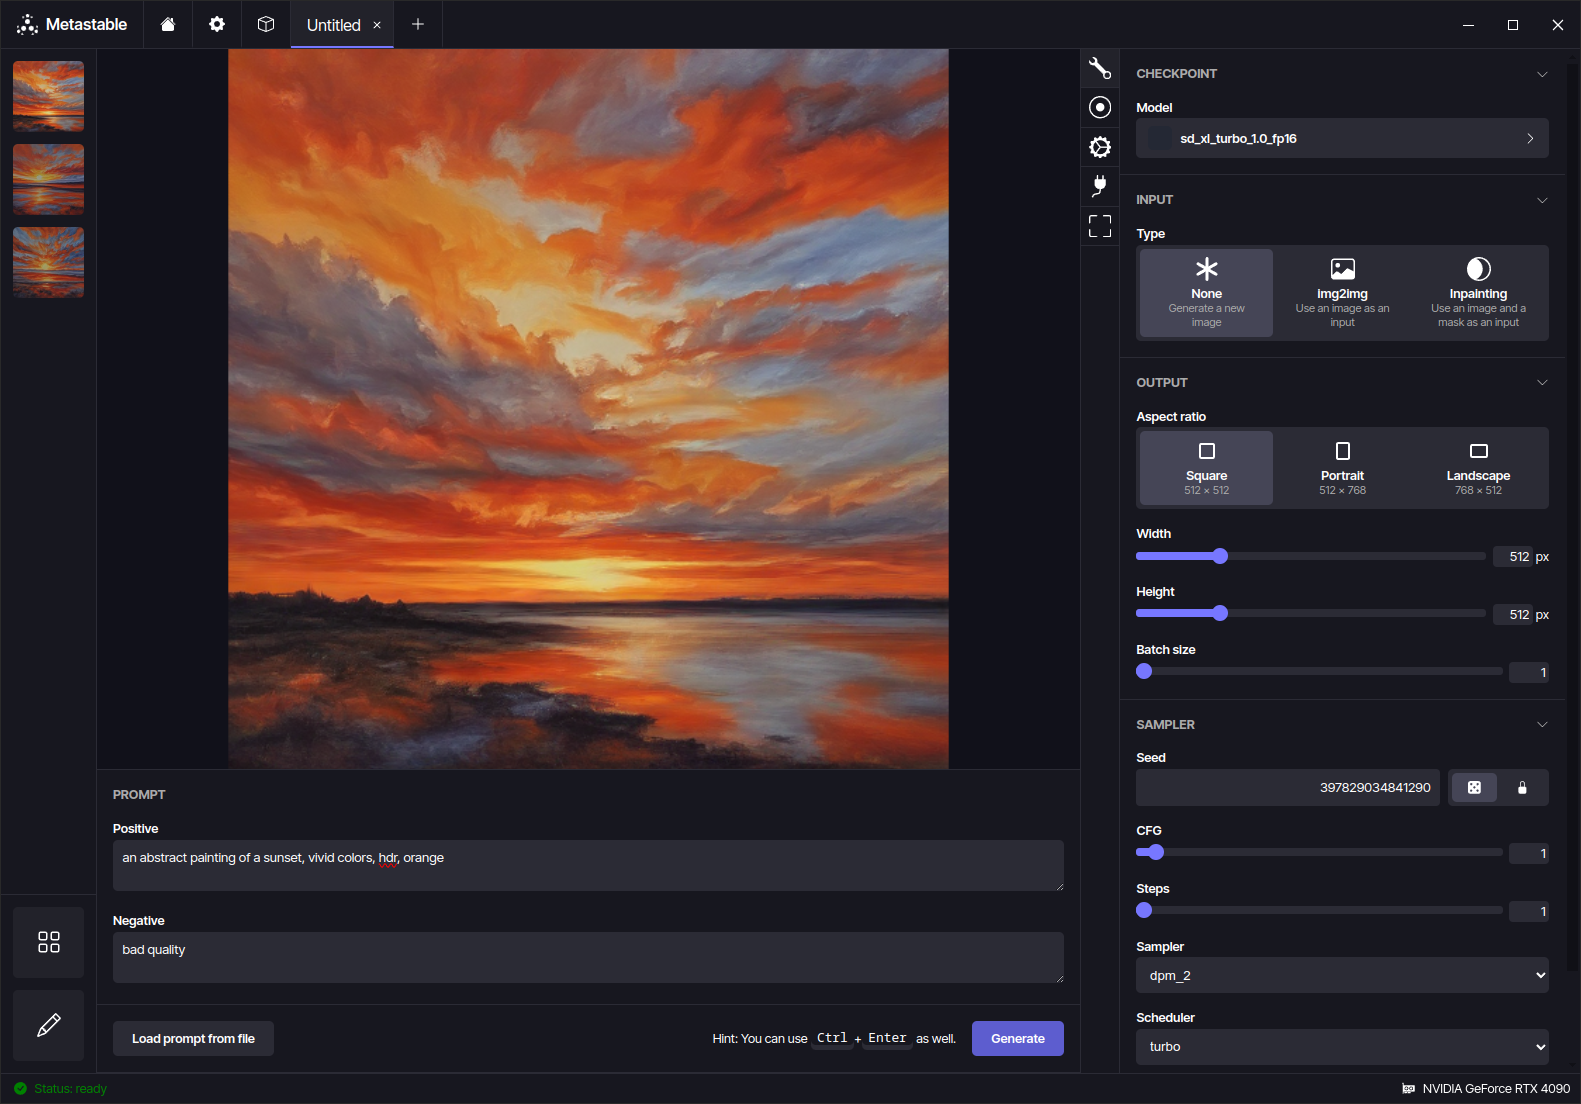 Metastable
Untitled
CHECKPOINT
Model
sd_xl_turbo_1.0_fp16
INPUT
Type
None
Generate a new
image
Img2Img
Use an image as an
input
Inpainting
Use an image and a
mask as an input
OUTPUT
Aspect ratio
Square
512 × 512
Portrait
512 × 768
Landscape
768 × 512
Width
512 px
Height
512 px
Batch size
1
SAMPLER
Seed
397829034841290
CFG
1
Steps
1
Sampler
dpm_2
Scheduler
turbo
PROMPT
Positive
an abstract painting of a sunset, vivid colors, hdr, orange
Negative
bad quality
Load prompt from file
Hint: You can use Ctrl + Enter as well.
Generate
Status: ready
NVIDIA GeForce RTX 4090